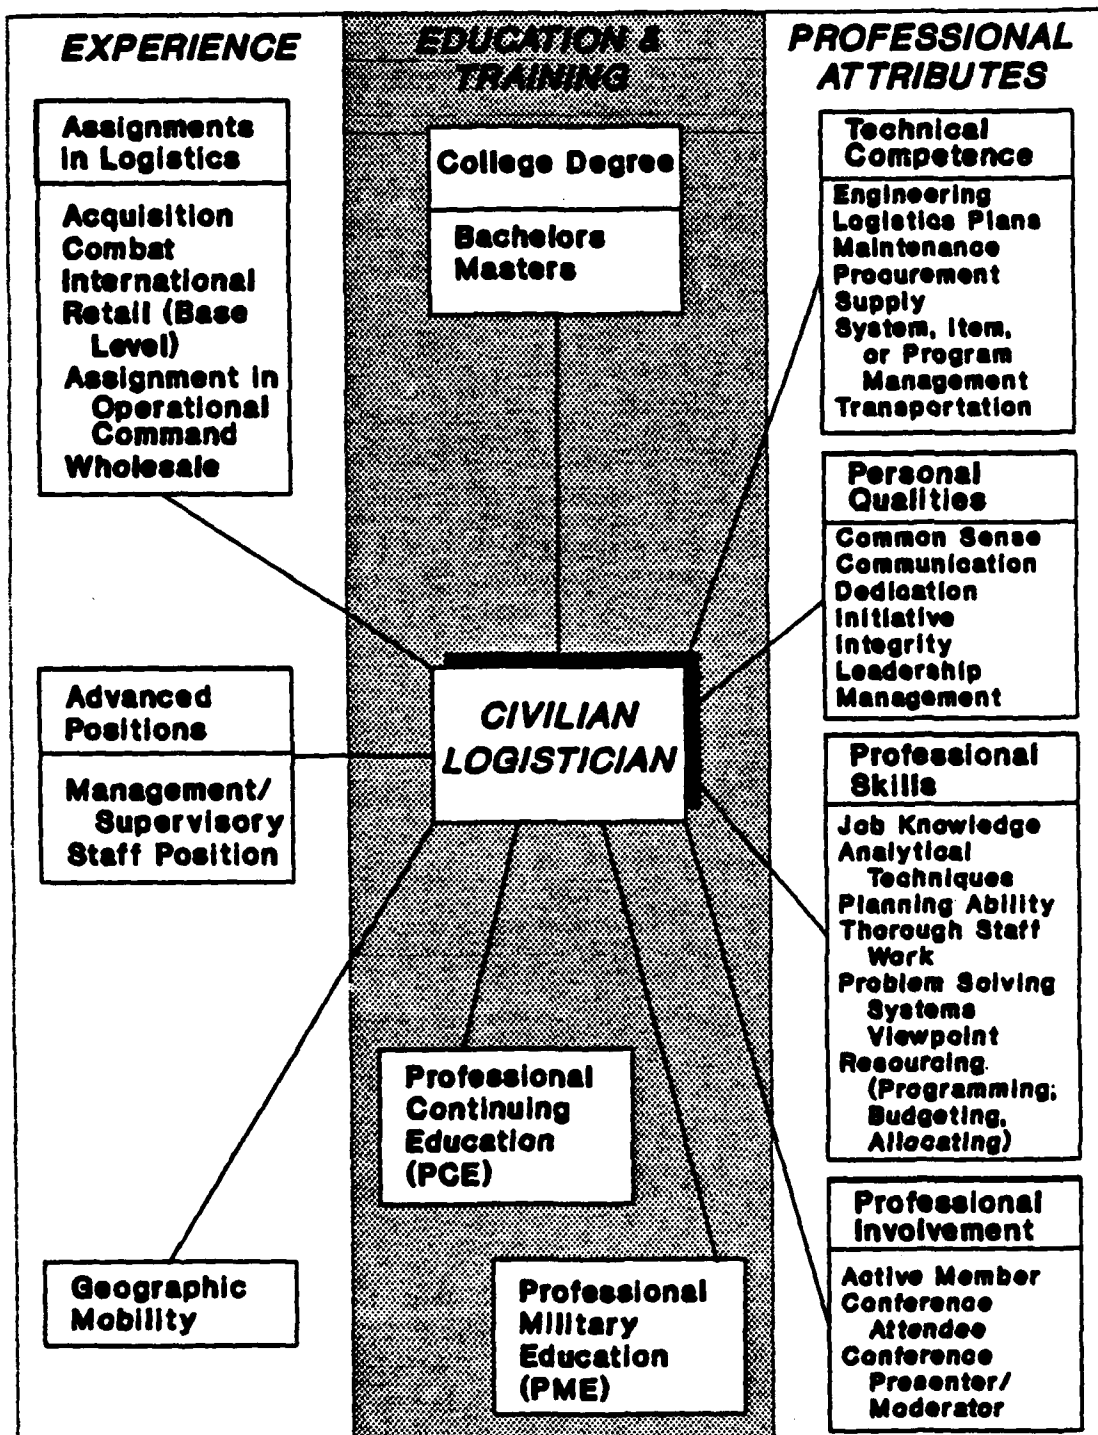 EXPERIENCE
Assignments
in Logistics
Acquisition
Combat
International
Retail (Base
Level)
Assignment in
Operational
Command
Wholesale
Advanced
Positions
Management/
Supervisory
Staff Position
Geographic
Mobility
EDUCATION &
TRAINING
College Degree
Bachelors
Masters
CIVILIAN
LOGISTICIAN
Professional
Continuing
Education
(PCE)
Professional
Military
Education
(PME)
PROFESSIONAL
ATTRIBUTES
Technical
Competence
Engineering
Logistics Plans
Maintenance
Procurement
Supply
System, Item,
or Program
Management
Transportation
Personal
Qualities
Common Sense
Communication
Dedication
Initiative
Integrity
Leadership
Management
Professional
Skills
Job Knowledge
Analytical
Techniques
Planning Ability
Thorough Staff
Work
Problem Solving
Systems
Viewpoint
Resourcing
(Programming,
Budgeting,
Allocating)
Professional
Involvement
Active Member
Conference
Attendee
Conference
Presenter/
Moderator